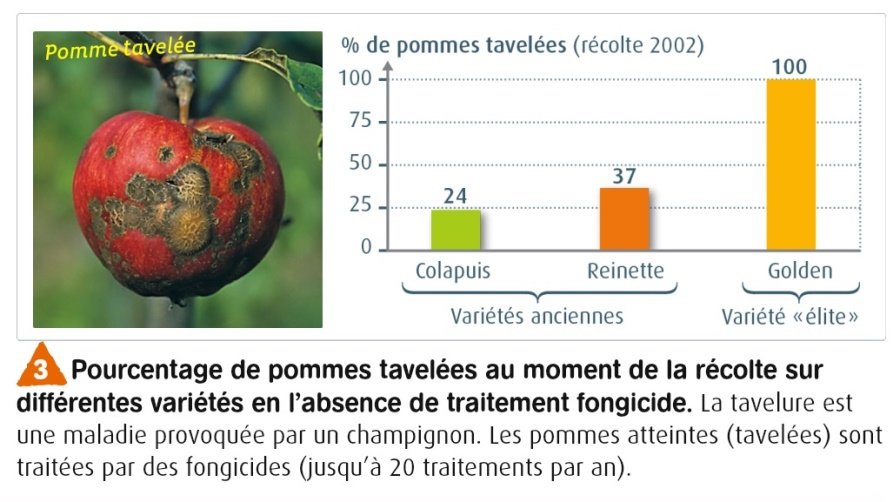 Pomme tavelée
% de pommes tavelées (récolte 2002)
100
75
50
25
0
24
37
100
Colapuis
Reinette
Golden
Variétés anciennes
Variété «élite»
3 Pourcentage de pommes tavelées au moment de la récolte sur
différentes variétés en l'absence de traitement fongicide. La tavelure est
une maladie provoquée par un champignon. Les pommes atteintes (tavelées) sont
traitées par des fongicides (jusqu'à 20 traitements par an).